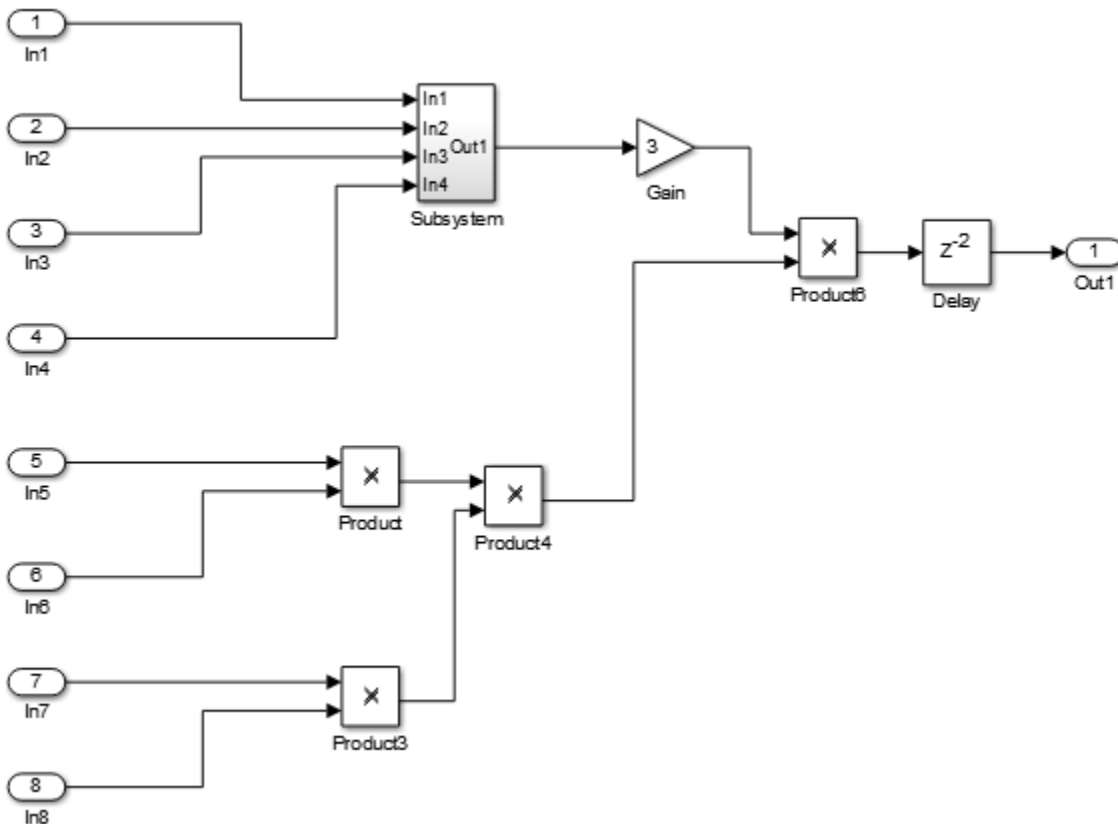 1
In1
2
In2
3
In3
4
In4
In1
In2
In3
In4
Out1
Subsystem
3
Gain
×
Product6
Z-2
Delay
1
Out1
5
In5
6
In6
×
Product
×
Product4
7
In7
8
In8
×
Product3